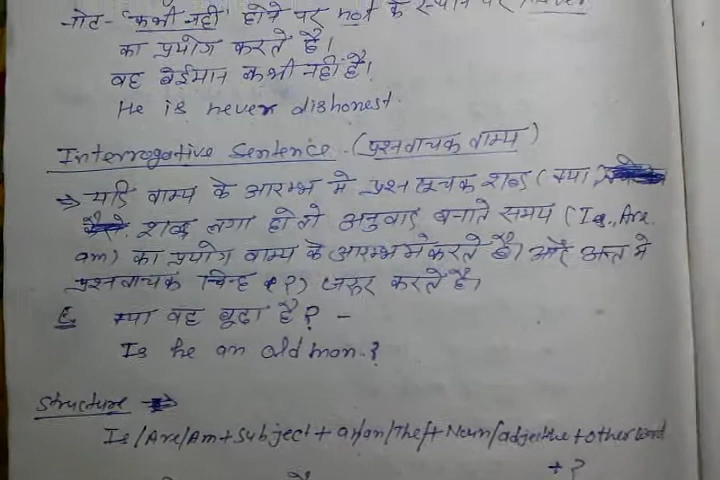 नोट- "कभी नहीं" होने पर not के स्थान पर never
का प्रयोग करते है।
वह बेईमान कभी नहीं है।
He is never dishonest.
Interrogative Sentence. (प्रश्नवाचक वाक्य)
⇒ यदि वाक्य के आरम्भ मे प्रश्न सूचक शब्द (क्या)
शब्द लगा हो तो अनुवाद बनाते समय (Is, Are,
am) का प्रयोग वाक्य के आरम्भ मे करते है। और अन्त मे
प्रश्नवाचक चिन्ह (?) जरुर करते है।
E. क्या वह बूढा है? -
Is he an old man.?
Structure ⇒
Is/Are/Am+Subject+a/an/The/+Noun/adjective+other word
+?